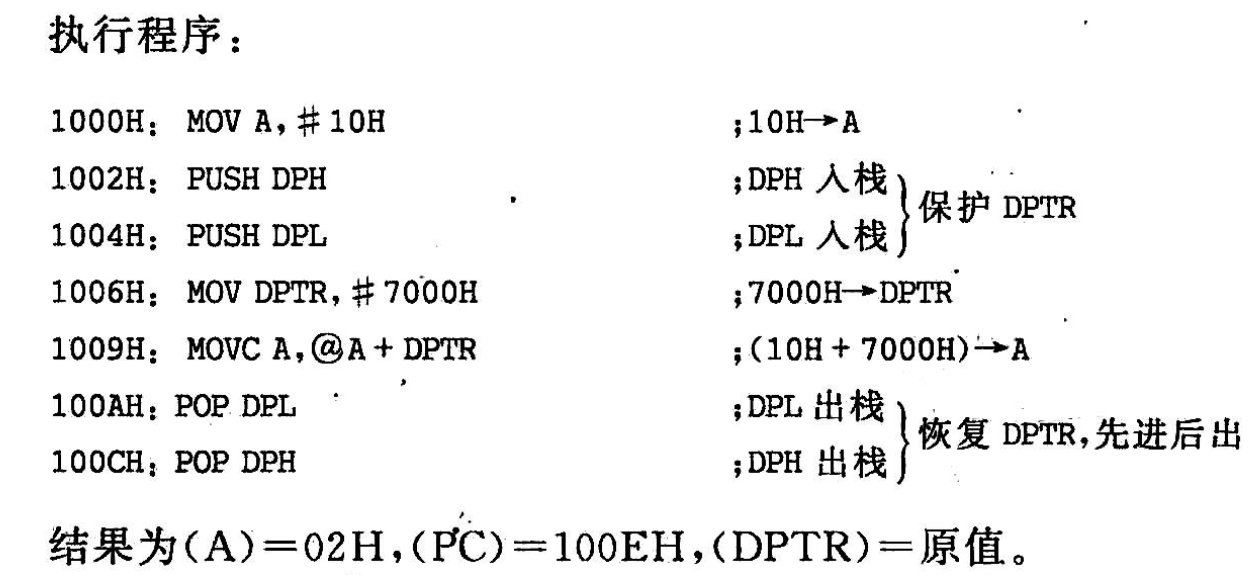 执行程序：
1000H： MOV A，#10H ；10H→A
1002H： PUSH DPH ；DPH 入栈
1004H： PUSH DPL ；DPL 入栈
保护 DPTR
1006H： MOV DPTR，#7000H ；7000H→DPTR
1009H： MOVC A，@A+DPTR ；(10H+7000H)→A
100AH：POP DPL ；DPL 出栈
100CH：POP DPH ；DPH 出栈
恢复 DPTR，先进后出
结果为(A)=02H，(PC)=100EH，(DPTR)=原值。